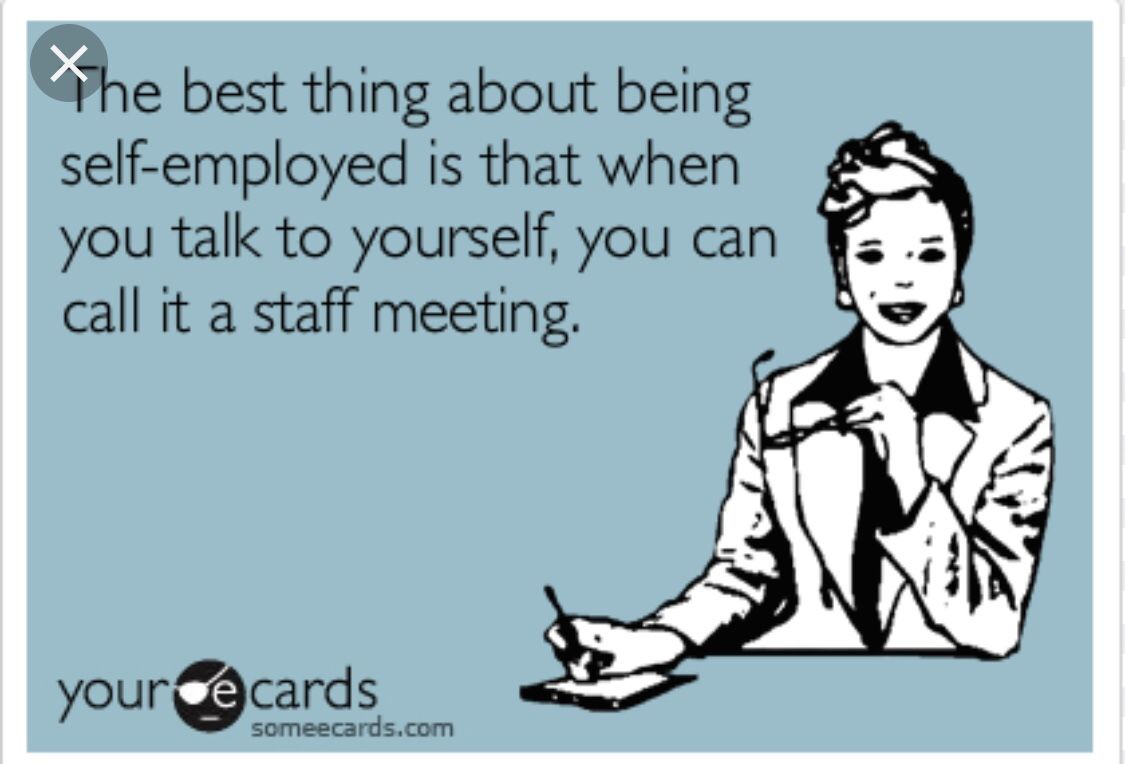 The best thing about being
self-employed is that when
you talk to yourself, you can
call it a staff meeting.
your e cards
someecards.com